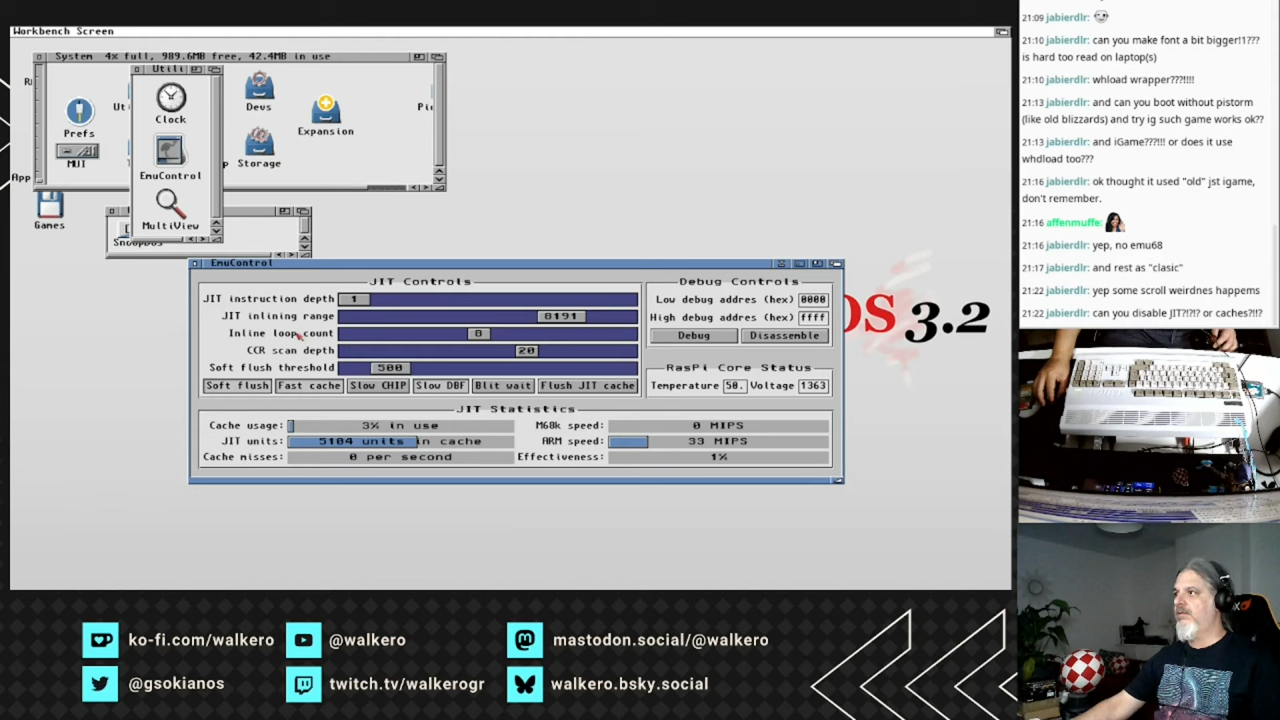 Workbench Screen
System 4x full, 989.6MB free, 42.4MB in use
Utili
Clock
Devs
Expansion
Prefs
Ut
MUI
EmuControl
Storage
App
MultiView
Games
SnoopDos
EmuControl
JIT Controls
JIT instruction depth 1
JIT inlining range 8191
Inline loop count 8
CCR scan depth 20
Soft flush threshold 500
Soft flush Fast cache Slow CHIP Slow DBF Blit wait Flush JIT cache
Debug Controls
Low debug addres (hex) 0000
High debug addres (hex) ffff
Debug Disassemble
RasPi Core Status
Temperature 50. Voltage 1363
JIT Statistics
Cache usage: 3% in use
JIT units: 5104 units in cache
Cache misses: 0 per second
M68k speed: 0 MIPS
ARM speed: 33 MIPS
Effectiveness: 1%
OS 3.2
21:09 jabierdlr:
21:10 jabierdlr: can you make font a bit bigger!1???
is hard too read on laptop(s)
21:10 jabierdlr: whload wrapper???!!!!
21:13 jabierdlr: and can you boot without pistorm
(like old blizzards) and try ig such game works ok??
21:13 jabierdlr: and iGame???!!! or does it use
whdload too???
21:16 jabierdlr: ok thought it used "old" jst igame,
don't remember.
21:16 affenmuffe:
21:16 jabierdlr: yep, no emu68
21:17 jabierdlr: and rest as "clasic"
21:22 jabierdlr: yep some scroll weirdnes happems
21:22 jabierdlr: can you disable JIT?!?!? or caches?!!?
ko-fi.com/walkero
@walkero
mastodon.social/@walkero
@gsokianos
twitch.tv/walkerogr
walkero.bsky.social